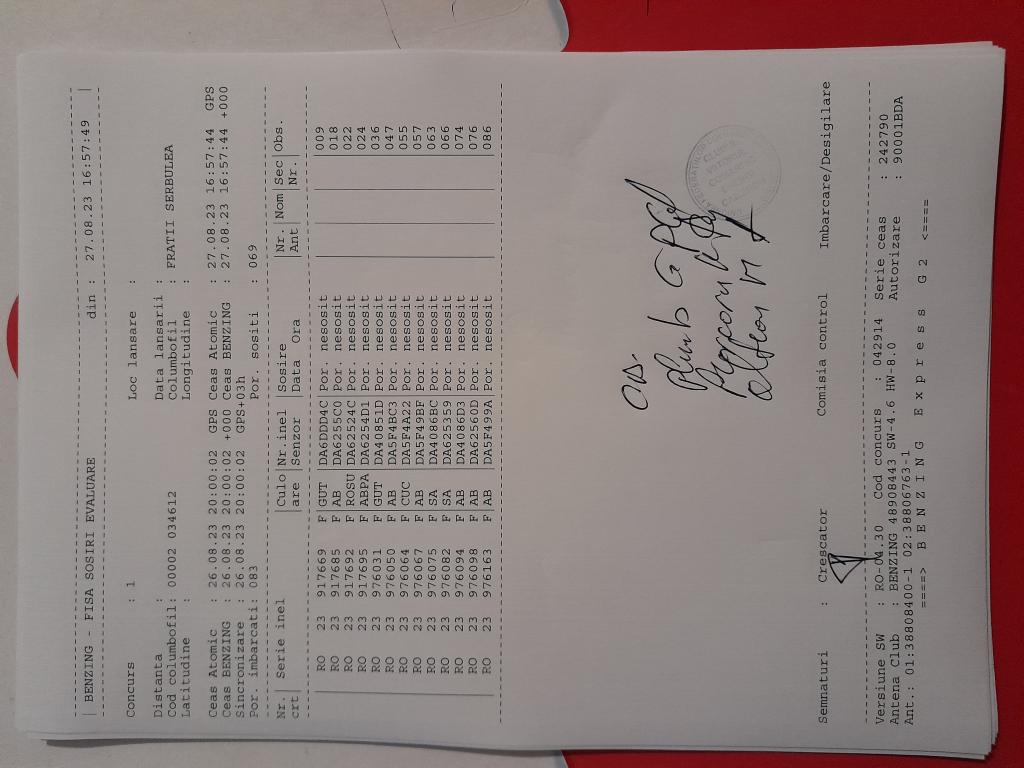 | BENZING - FISA SOSIRI EVALUARE din : 27.08.23 16:57:49 |
Concurs : 1 Loc lansare :
Distanta : Data lansarii :
Cod columbofil: 00002 034612 Columbofil : FRATII SERBULEA
Latitudine : Longitudine :
Ceas Atomic : 26.08.23 20:00:02 GPS Ceas Atomic : 27.08.23 16:57:44 GPS
Ceas BENZING : 26.08.23 20:00:02 +000 Ceas BENZING : 27.08.23 16:57:44 +000
Sincronizare : 26.08.23 20:00:02 GPS+03h
Por. imbarcati: 083 Por. sositi : 069
Nr.| Serie inel |Culo|Nr.inel |Sosire |Nr.|Nom|Sec|Obs.
crt| |are |Senzor |Data Ora |Ant| |Nr.|
RO 23 917669 F|GUT |DA6DDD4C|Por. nesosit | | | |009
RO 23 917685 F|AB |DA6255C0|Por. nesosit | | | |018
RO 23 917692 F|ROSU|DA62524C|Por. nesosit | | | |022
RO 23 917695 F|ABPA|DA6254D1|Por. nesosit | | | |024
RO 23 976031 F|GUT |DA40851D|Por. nesosit | | | |036
RO 23 976050 F|AB |DA5F4BC3|Por. nesosit | | | |047
RO 23 976064 F|CUC |DA5F4A22|Por. nesosit | | | |055
RO 23 976067 F|AB |DA5F49BF|Por. nesosit | | | |057
RO 23 976075 F|SA |DA4086BC|Por. nesosit | | | |063
RO 23 976082 F|SA |DA625359|Por. nesosit | | | |066
RO 23 976094 F|AB |DA4086D3|Por. nesosit | | | |074
RO 23 976098 F|AB |DA62560D|Por. nesosit | | | |076
RO 23 976163 F|AB |DA5F499A|Por. nesosit | | | |086
Semnaturi : Crescator Comisia control Imbarcare/Desigilare
Versiune SW : RO-04.30 Cod concurs : 042914 Serie ceas : 242790
Antena Club : BENZING 48908443 SW-4.6 HW-8.0 Autorizare : 90001BDA
Ant.: 01:38808400-1 02:38806763-1
====> B E N Z I N G E x p r e s s G 2 <====